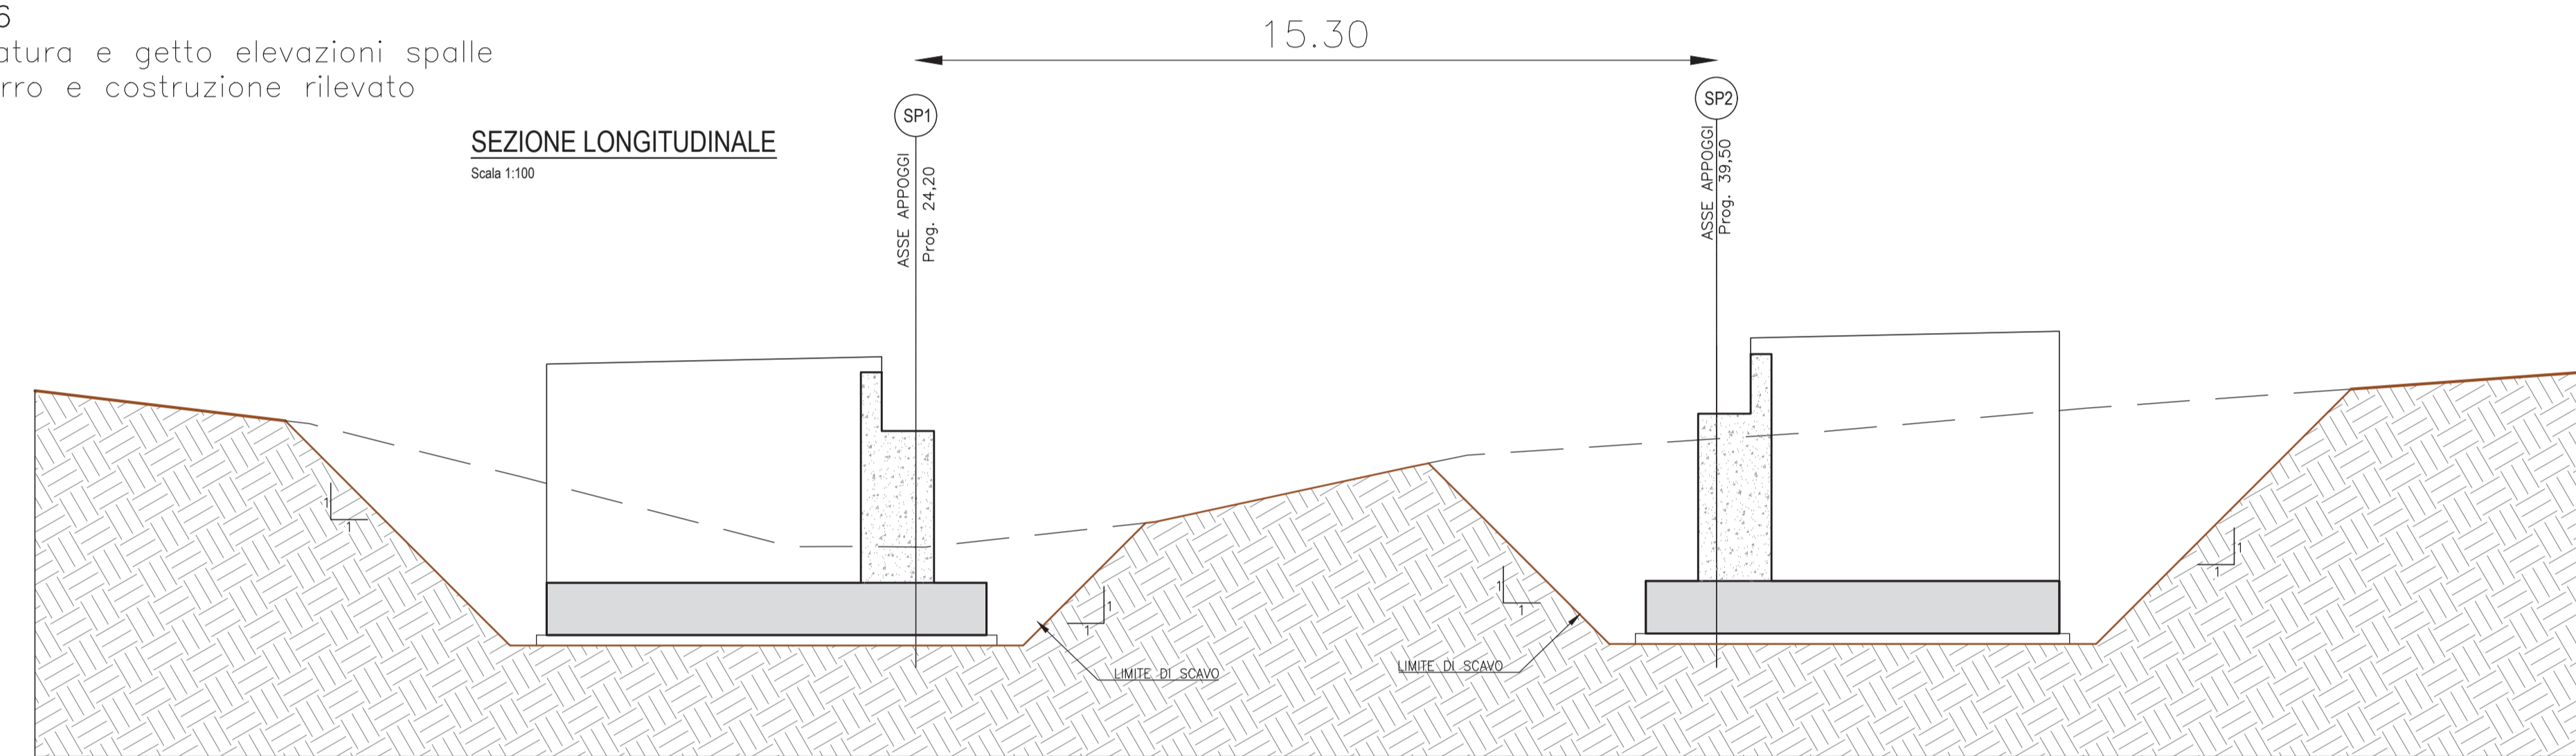 6
atura e getto elevazioni spalle
rro e costruzione rilevato
15.30
SEZIONE LONGITUDINALE
Scala 1:100
SP1
SP2
ASSE APPOGGI
Prog. 24,20
ASSE APPOGGI
Prog. 39,50
1
1
1
1
1
1
1
1
LIMITE DI SCAVO
LIMITE DI SCAVO